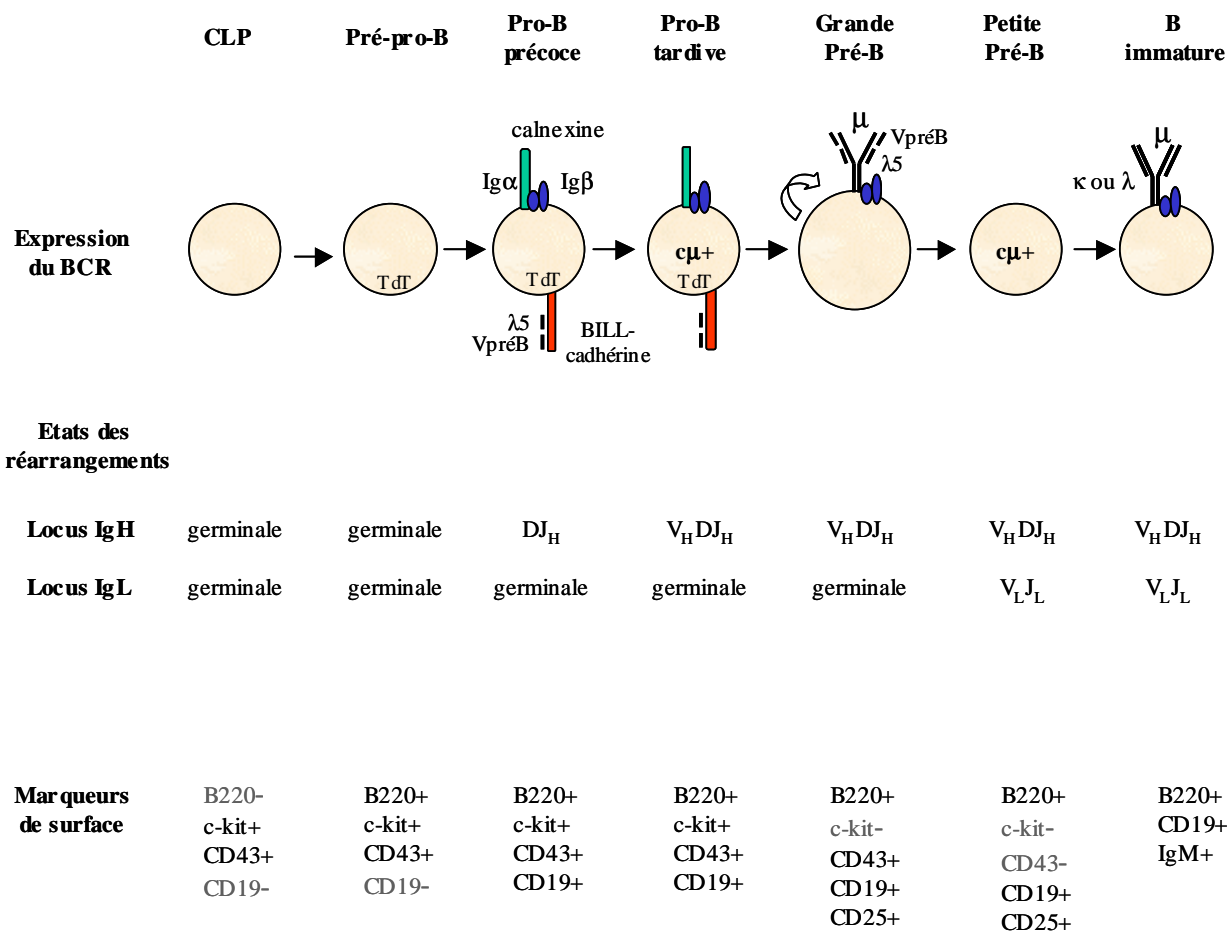 CLP
Pré-pro-B
Pro-B
précoce
Pro-B
tardive
Grande
Pré-B
Petite
Pré-B
B
immature
Expression
du BCR
TdT
calnexine
Igα
Igβ
TdT
λ5
VpréB
BILL-
cadhérine
cμ+
TdT
μ
VpréB
λ5
cμ+
μ
κ ou λ
Etats des
réarrangements
Locus IgH germinale germinale DJH VHDJH VHDJH VHDJH VHDJH
Locus IgL germinale germinale germinale germinale germinale VLJL VLJL
Marqueurs
de surface
B220-
c-kit+
CD43+
CD19-
B220+
c-kit+
CD43+
CD19-
B220+
c-kit+
CD43+
CD19+
B220+
c-kit+
CD43+
CD19+
B220+
c-kit-
CD43+
CD19+
CD25+
B220+
c-kit-
CD43-
CD19+
CD25+
B220+
CD19+
IgM+